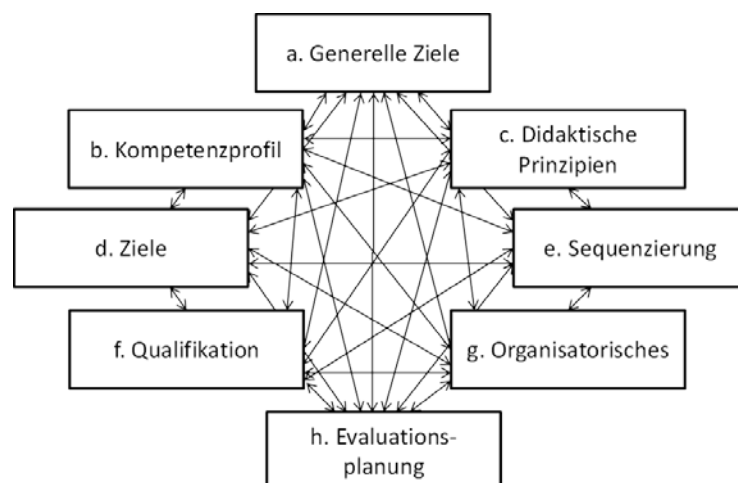 a. Generelle Ziele
b. Kompetenzprofil
c. Didaktische
Prinzipien
d. Ziele
e. Sequenzierung
f. Qualifikation
g. Organisatorisches
h. Evaluations-
planung